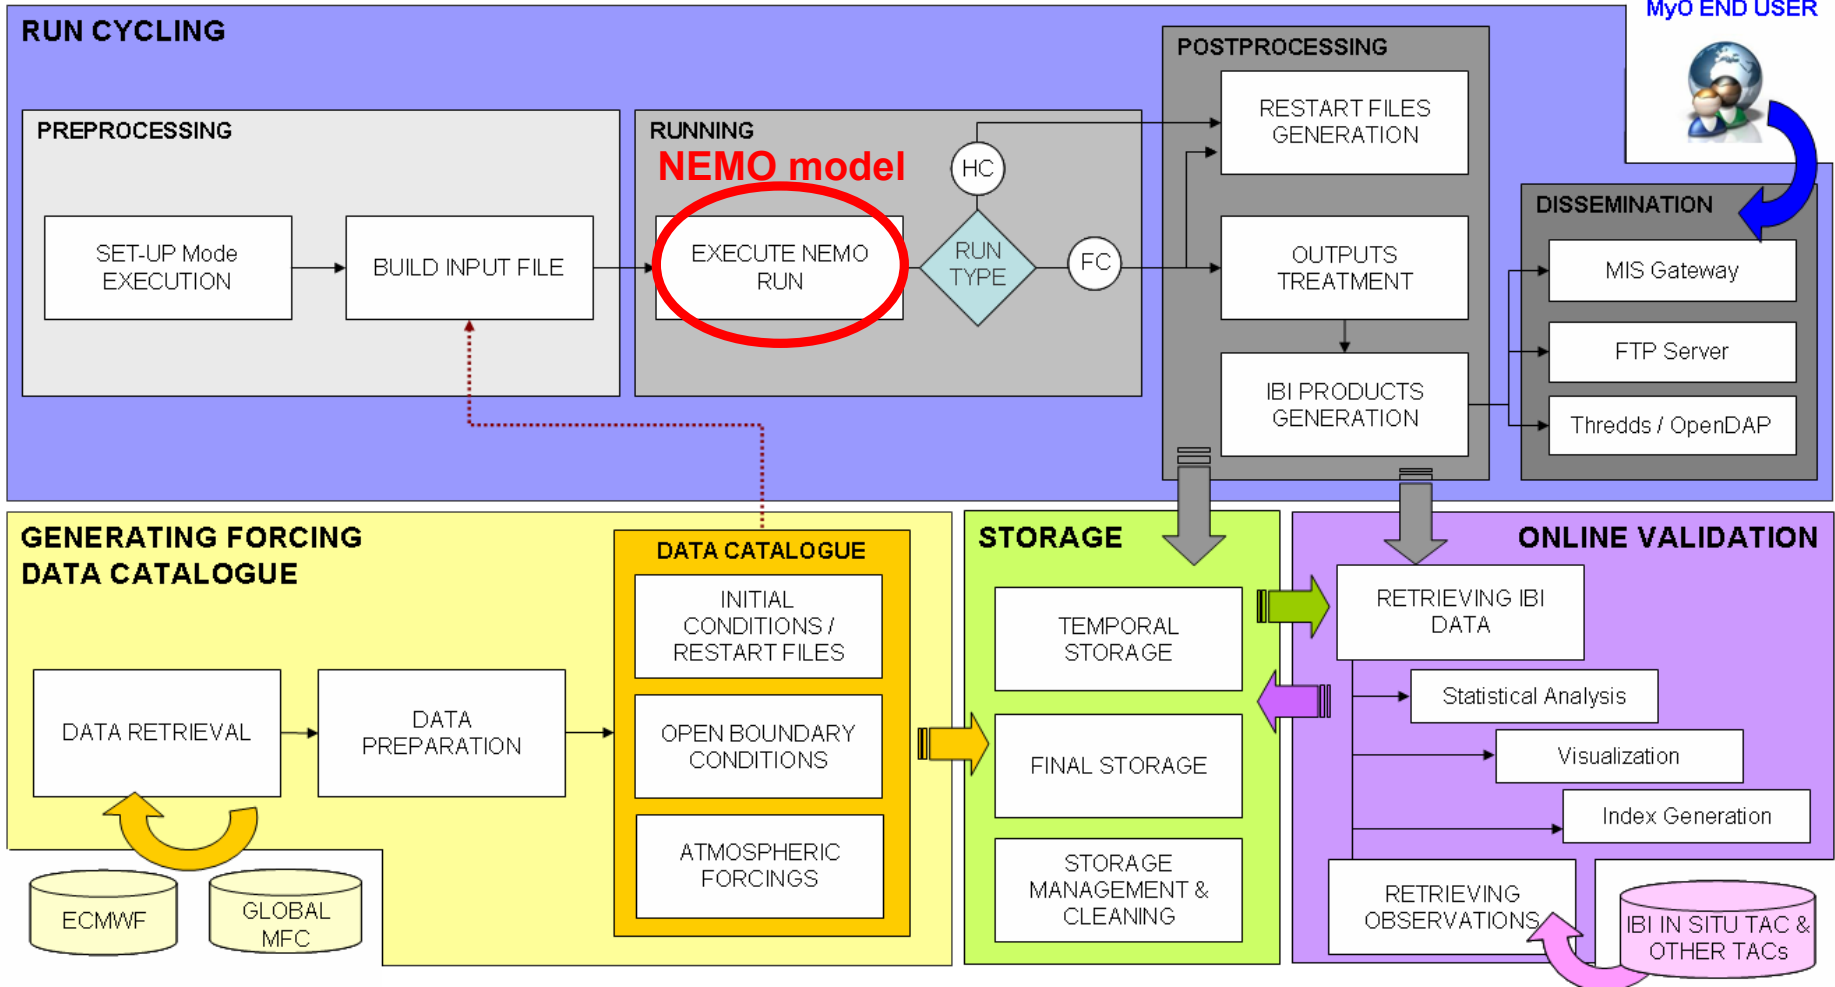 MyO END USER
RUN CYCLING
POSTPROCESSING
PREPROCESSING
RUNNING
NEMO model
HC
RESTART FILES
GENERATION
DISSEMINATION
SET-UP Mode
EXECUTION
BUILD INPUT FILE
EXECUTE NEMO
RUN
RUN
TYPE
FC
OUTPUTS
TREATMENT
MIS Gateway
FTP Server
IBI PRODUCTS
GENERATION
Thredds / OpenDAP
GENERATING FORCING
DATA CATALOGUE
DATA CATALOGUE
INITIAL
CONDITIONS /
RESTART FILES
DATA RETRIEVAL
DATA
PREPARATION
OPEN BOUNDARY
CONDITIONS
ATMOSPHERIC
FORCINGS
ECMWF
GLOBAL
MFC
STORAGE
TEMPORAL
STORAGE
FINAL STORAGE
STORAGE
MANAGEMENT &
CLEANING
ONLINE VALIDATION
RETRIEVING IBI
DATA
Statistical Analysis
Visualization
Index Generation
RETRIEVING
OBSERVATIONS
IBI IN SITU TAC &
OTHER TACs